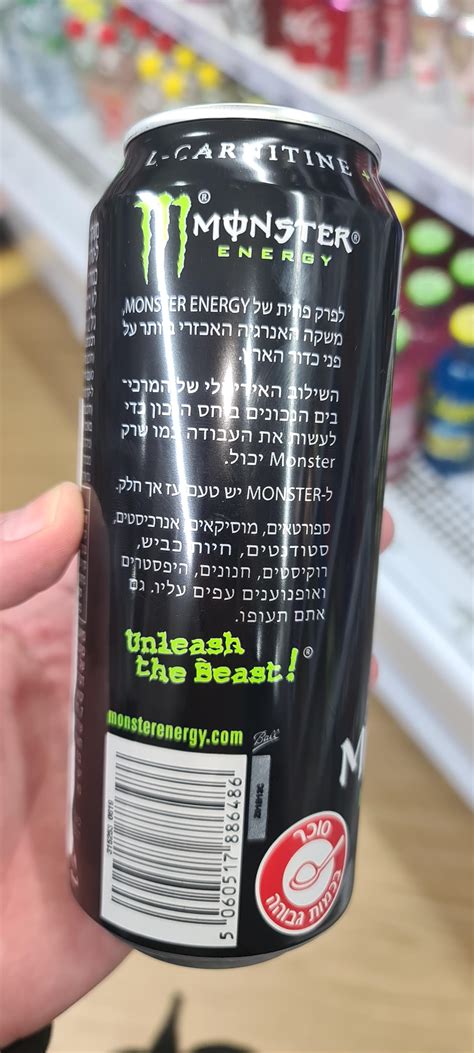 L-CARNITINE +
MONSTER®
ENERGY
לפרק פחית של MONSTER ENERGY,
משקה האנרגיה האכזרי ביותר על
פני כדור הארץ.
השילוב האידיאלי של המרכי־
בים הנכונים ביחס הנכון כדי
לעשות את העבודה כמו שרק
Monster יכול.
ל-MONSTER יש טעם עז אך חלק.
ספורטאים, מוסיקאים, אנרכיסטים,
סטודנטים, חיות כביש,
רוקיסטים, חנונים, היפסטרים
ואופנוענים עפים עליו. גם
אתם תעופו.
Unleash
the Beast!®
monsterenergy.com
Ball
5 060517 886486
סוכר
בכמות גבוהה
M